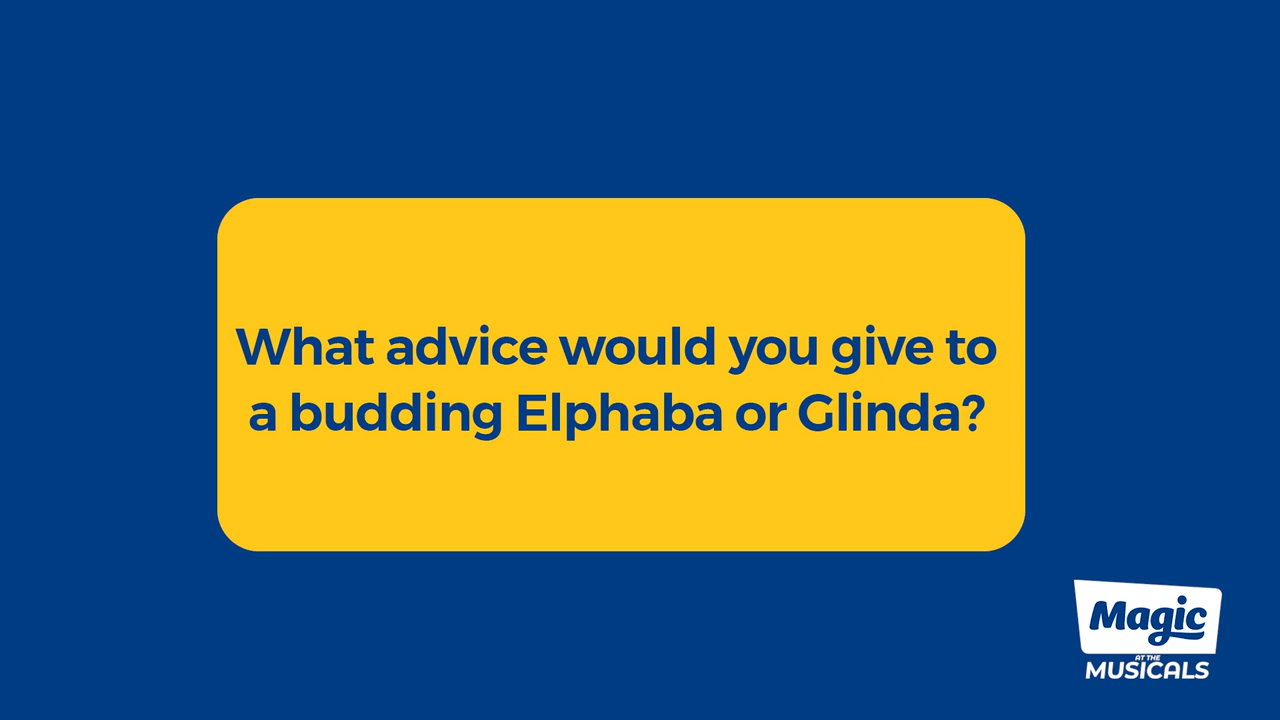 What advice would you give to
a budding Elphaba or Glinda?
Magic
AT THE
MUSICALS